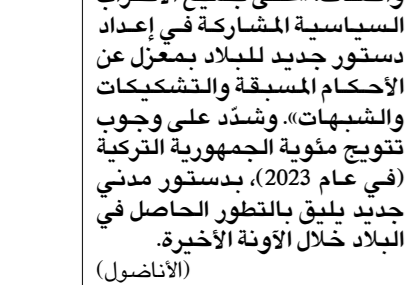 السياسية المشاركة في إعداد
دستور جديد للبلاد بمعزل عن
الأحكام المسبقة والتشكيكات
والشبهات». وشدّد على وجوب
تتويج مئوية الجمهورية التركية
(في عام 2023)، بدستور مدني
جديد يليق بالتطور الحاصل في
البلاد خلال الآونة الأخيرة.
(الأناضول)